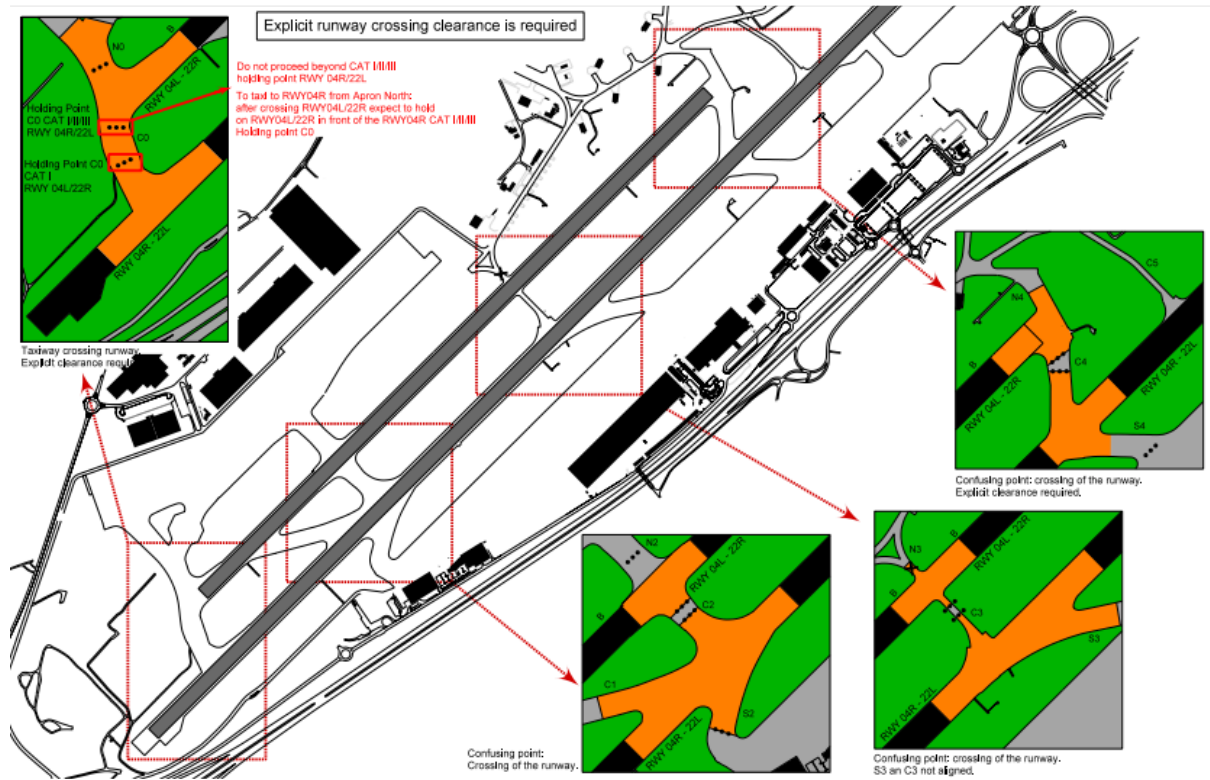 Explicit runway crossing clearance is required
N0
B
RWY 04L - 22R
Holding Point
C0 CAT I/II/III
RWY 04R/22L
C0
Holding Point C0
CAT I
RWY 04L/22R
RWY 04R - 22L
Taxiway crossing runway.
Do not proceed beyond CAT I/II/III
holding point RWY 04R/22L
To taxi to RWY04R from Apron North:
after crossing RWY04L/22R expect to hold
on RWY04L/22R in front of the RWY04R CAT I/II/III
Holding point C0
C5
N4
C4
B
RWY 04L - 22R
RWY 04R - 22L
S4
Confusing point: crossing of the runway.
Explicit clearance required.
N2
B
RWY 04L - 22R
C2
C1
S2
RWY 04R - 22L
Confusing point:
Crossing of the runway.
N3
B
RWY 04L - 22R
B
C3
S3
RWY 04R - 22L
Confusing point: crossing of the runway.
S3 an C3 not aligned.